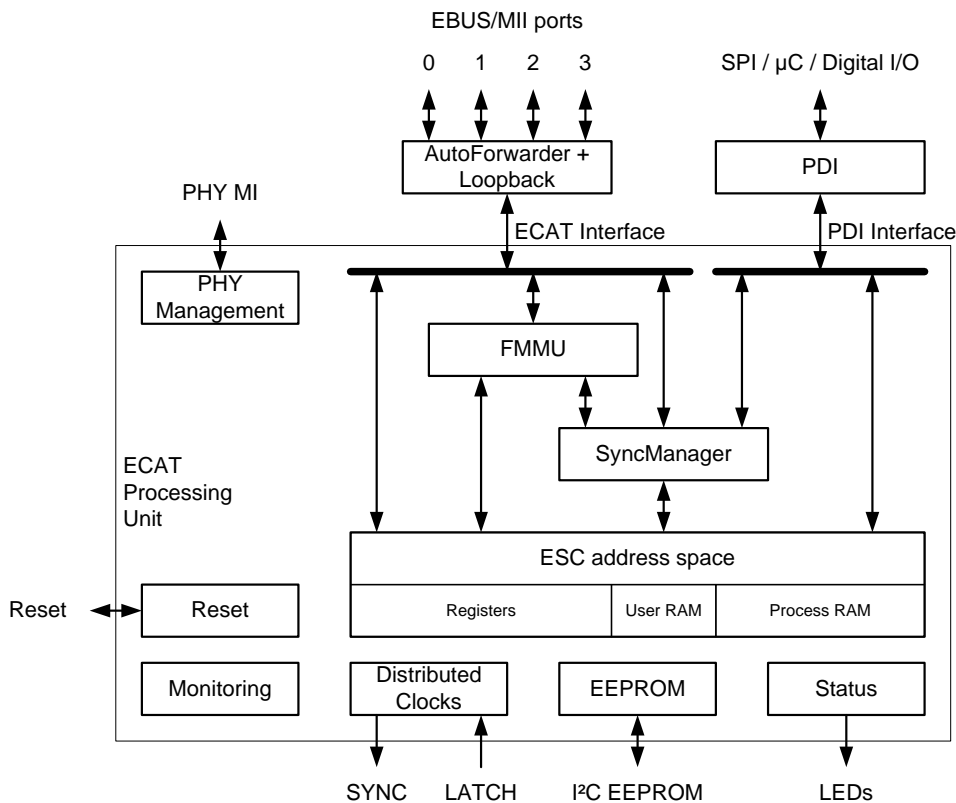 EBUS/MII ports
0 1 2 3
SPI / µC / Digital I/O
AutoForwarder +
Loopback
PDI
PHY MI
ECAT Interface
PDI Interface
PHY
Management
FMMU
SyncManager
ECAT
Processing
Unit
ESC address space
Registers
User RAM
Process RAM
Reset
Reset
Monitoring
Distributed
Clocks
EEPROM
Status
SYNC
LATCH
I²C EEPROM
LEDs